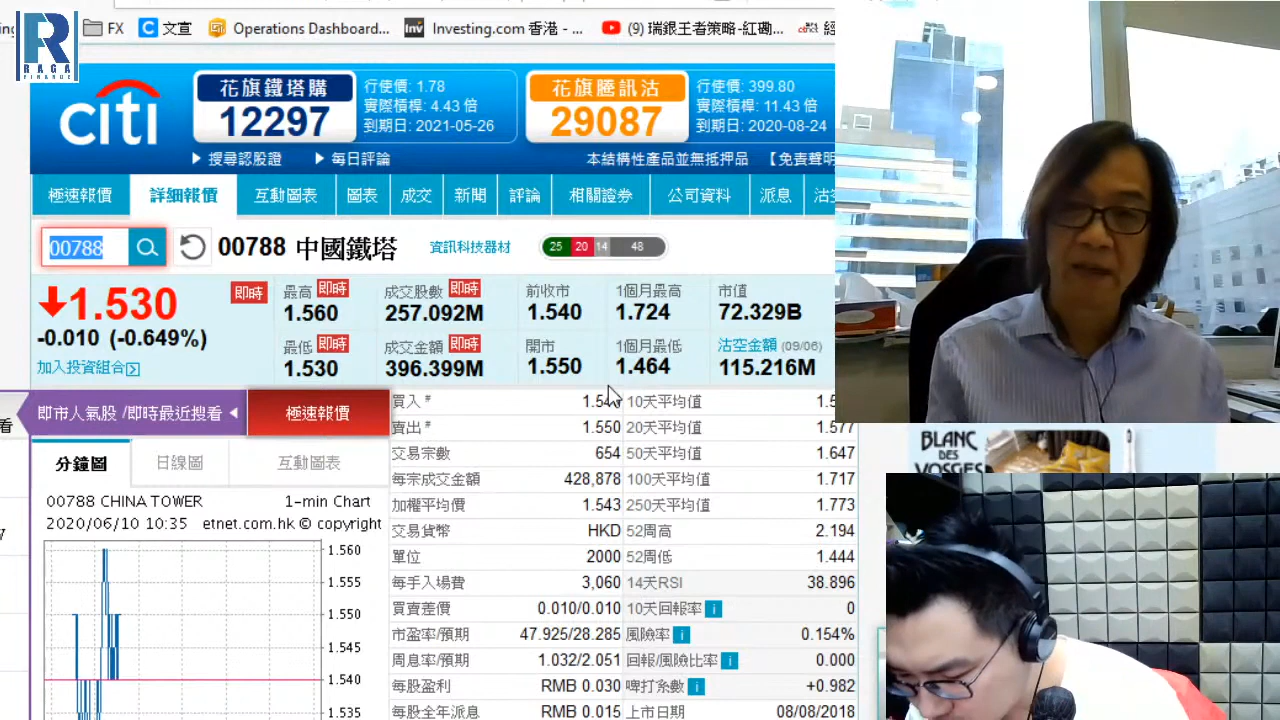 FX
文宣
Operations Dashboard...
Investing.com 香港 - ...
(9) 瑞銀王者策略-紅磡...
RAGA
FINANCE
citi
花旗鐵塔購
12297
行使價: 1.78
實際槓桿: 4.43 倍
到期日: 2021-05-26
花旗騰訊沽
29087
行使價: 399.80
實際槓桿: 11.43 倍
到期日: 2020-08-24
搜尋認股證
每日評論
本結構性產品並無抵押品
【免責聲明
極速報價
詳細報價
互動圖表
圖表
成交
新聞
評論
相關證券
公司資料
派息
00788
00788 中國鐵塔
資訊科技器材
25 20 14 48
1.530
即時
-0.010 (-0.649%)
加入投資組合
最高 即時
1.560
最低 即時
1.530
成交股數 即時
257.092M
成交金額 即時
396.399M
前收市
1.540
開市
1.550
1個月最高
1.724
1個月最低
1.464
市值
72.329B
沽空金額 (09/06)
115.216M
即市人氣股 /即時最近搜看
極速報價
分鐘圖
日線圖
互動圖表
00788 CHINA TOWER 1-min Chart
2020/06/10 10:35 etnet.com.hk © copyright
1.560
1.555
1.550
1.545
1.540
1.535
買入 #
10天平均值
賣出 # 1.550
20天平均值 1.577
交易宗數 654
50天平均值 1.647
每宗成交金額 428,878
100天平均值 1.717
加權平均價 1.543
250天平均值 1.773
交易貨幣 HKD
52周高 2.194
單位 2000
52周低 1.444
每手入場費 3,060
14天RSI 38.896
買賣差價 0.010/0.010
10天回報率 0
市盈率/預期 47.925/28.285
風險率 0.154%
周息率/預期 1.032/2.051
回報/風險比率 0.000
每股盈利 RMB 0.030
啤打系數 +0.982
每股全年派息 RMB 0.015
上市日期 08/08/2018
BLANC
DES
VOSGES